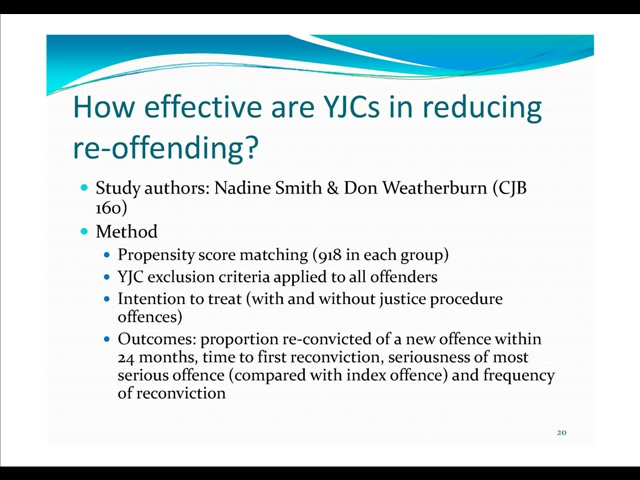 How effective are YJCs in reducing
re-offending?
Study authors: Nadine Smith & Don Weatherburn (CJB
160)
Method
Propensity score matching (918 in each group)
YJC exclusion criteria applied to all offenders
Intention to treat (with and without justice procedure
offences)
Outcomes: proportion re-convicted of a new offence within
24 months, time to first reconviction, seriousness of most
serious offence (compared with index offence) and frequency
of reconviction
20